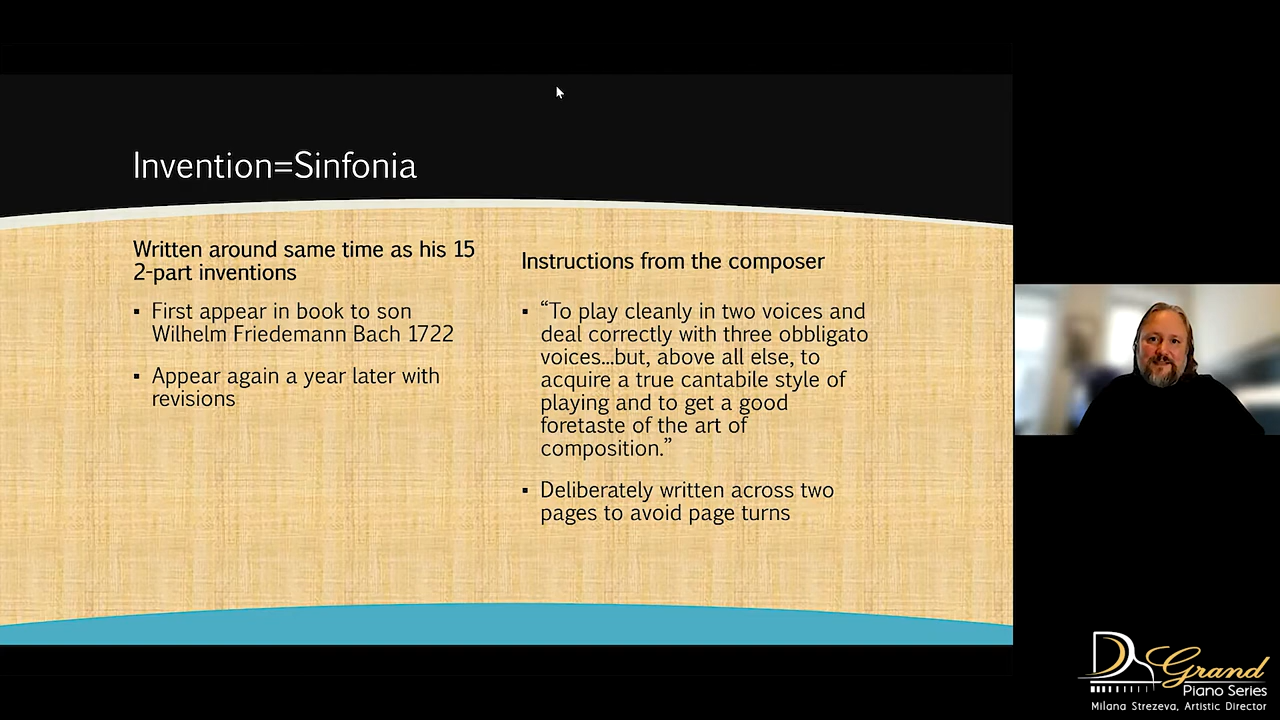 Invention=Sinfonia
Written around same time as his 15
2-part inventions
▪ First appear in book to son
Wilhelm Friedemann Bach 1722
▪ Appear again a year later with
revisions
Instructions from the composer
▪ “To play cleanly in two voices and
deal correctly with three obbligato
voices…but, above all else, to
acquire a true cantabile style of
playing and to get a good
foretaste of the art of
composition.”
▪ Deliberately written across two
pages to avoid page turns
DS Grand
Piano Series
Milana Strezeva, Artistic Director